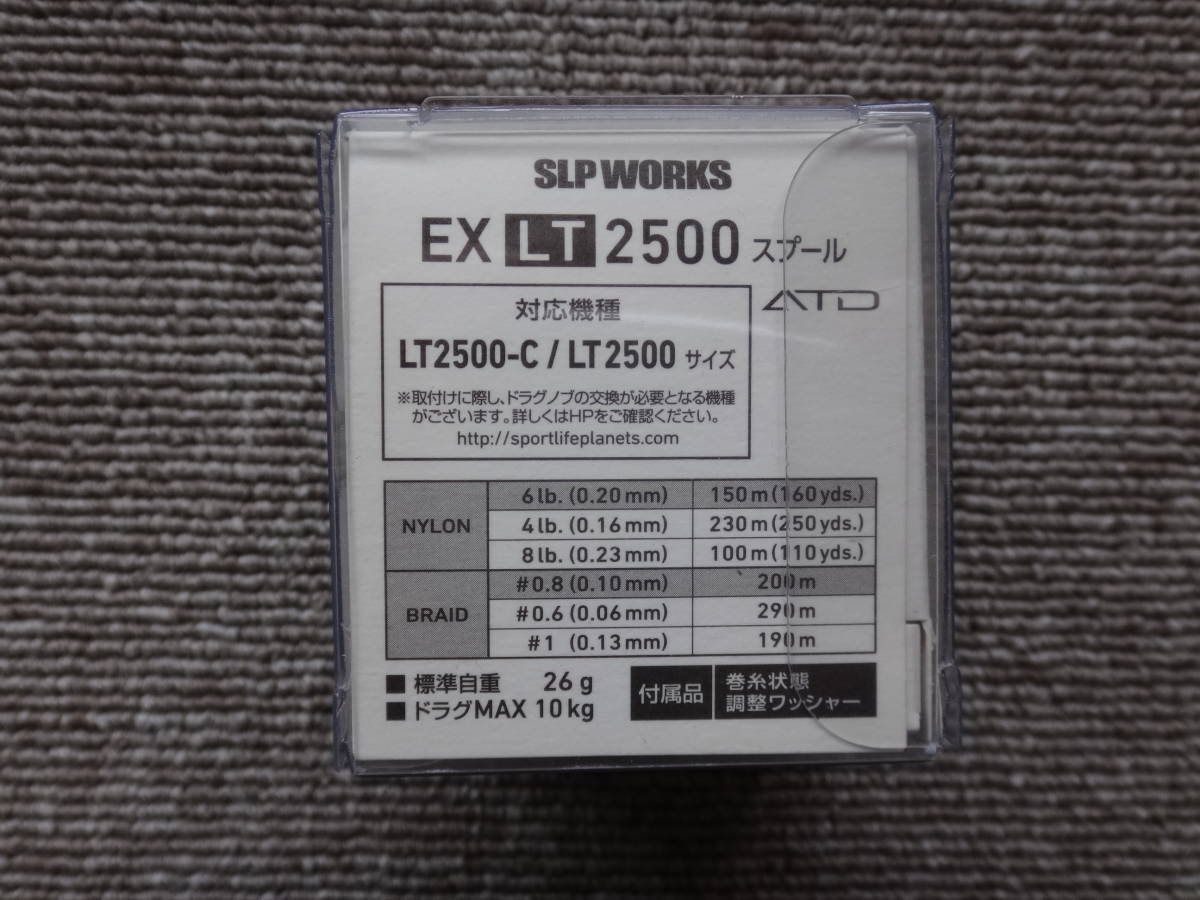 SLP WORKS
EX LT 2500 スプール
ATD
対応機種
LT2500-C / LT2500 サイズ
※取付けに際し、ドラグノブの交換が必要となる機種
がございます。詳しくはHPをご確認ください。
http://sportlifeplanets.com
NYLON
6lb. (0.20mm) 150m(160yds.)
4lb. (0.16mm) 230m(250yds.)
8lb. (0.23mm) 100m(110yds.)
BRAID
#0.8 (0.10mm) 200m
#0.6 (0.06mm) 290m
#1 (0.13mm) 190m
■ 標準自重 26g
■ ドラグMAX 10kg
付属品
巻糸状態
調整ワッシャー